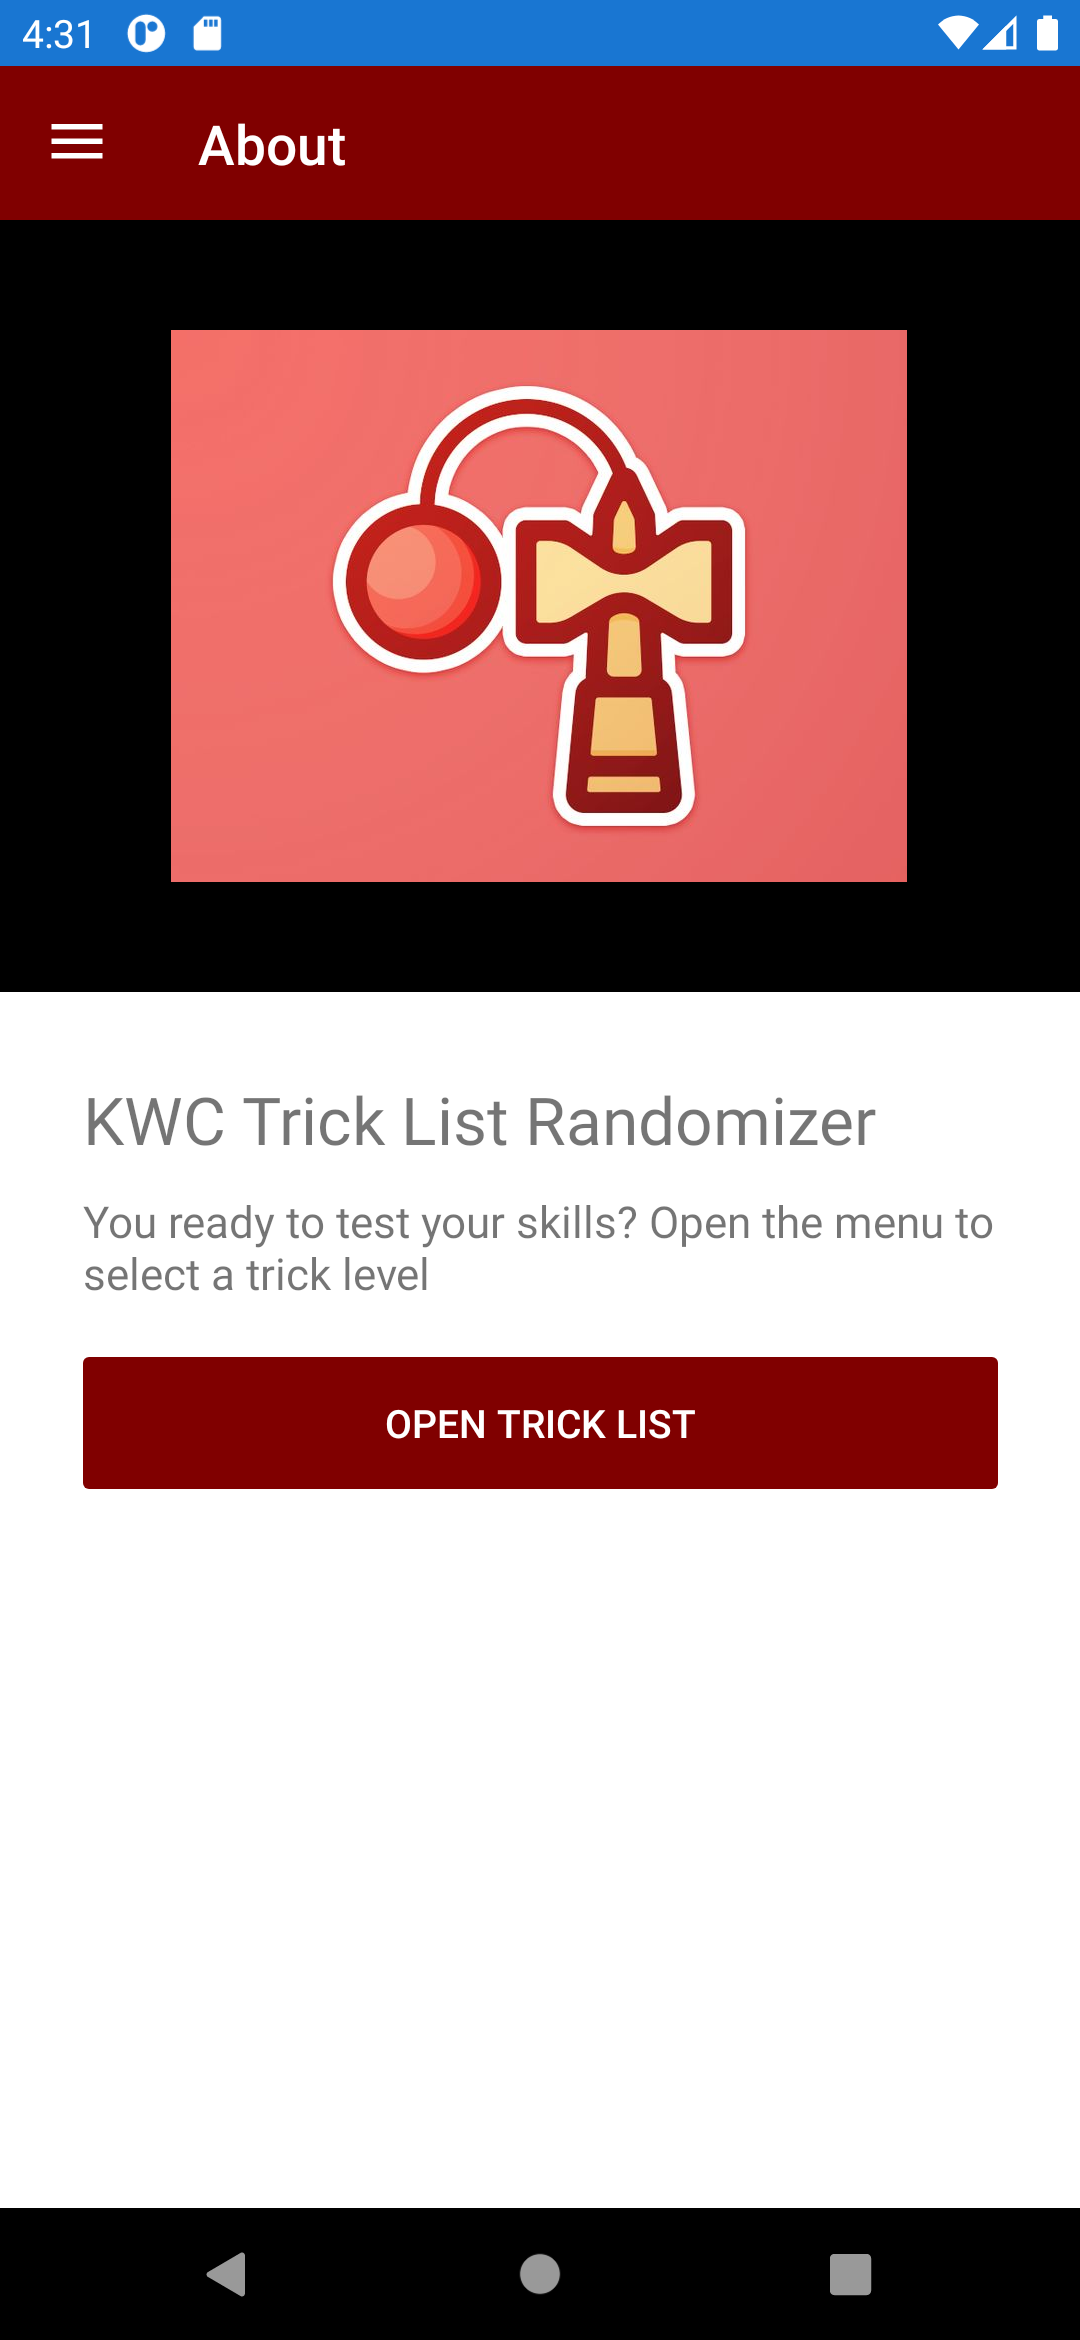 4:31
About
KWC Trick List Randomizer
You ready to test your skills? Open the menu to
select a trick level
OPEN TRICK LIST